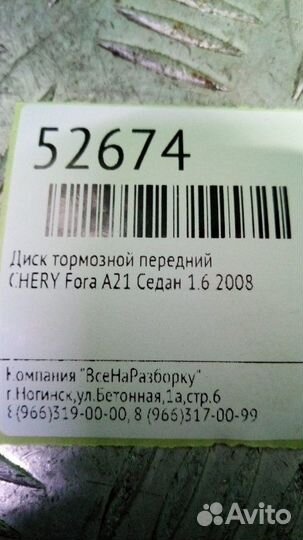 52674
Диск тормозной передний
CHERY Fora A21 Седан 1.6 2008
Компания "ВсеНаРазборку"
г.Ногинск,ул.Бетонная,1а,стр.6
8(966)319-00-00, 8 (966)317-00-99
Avito